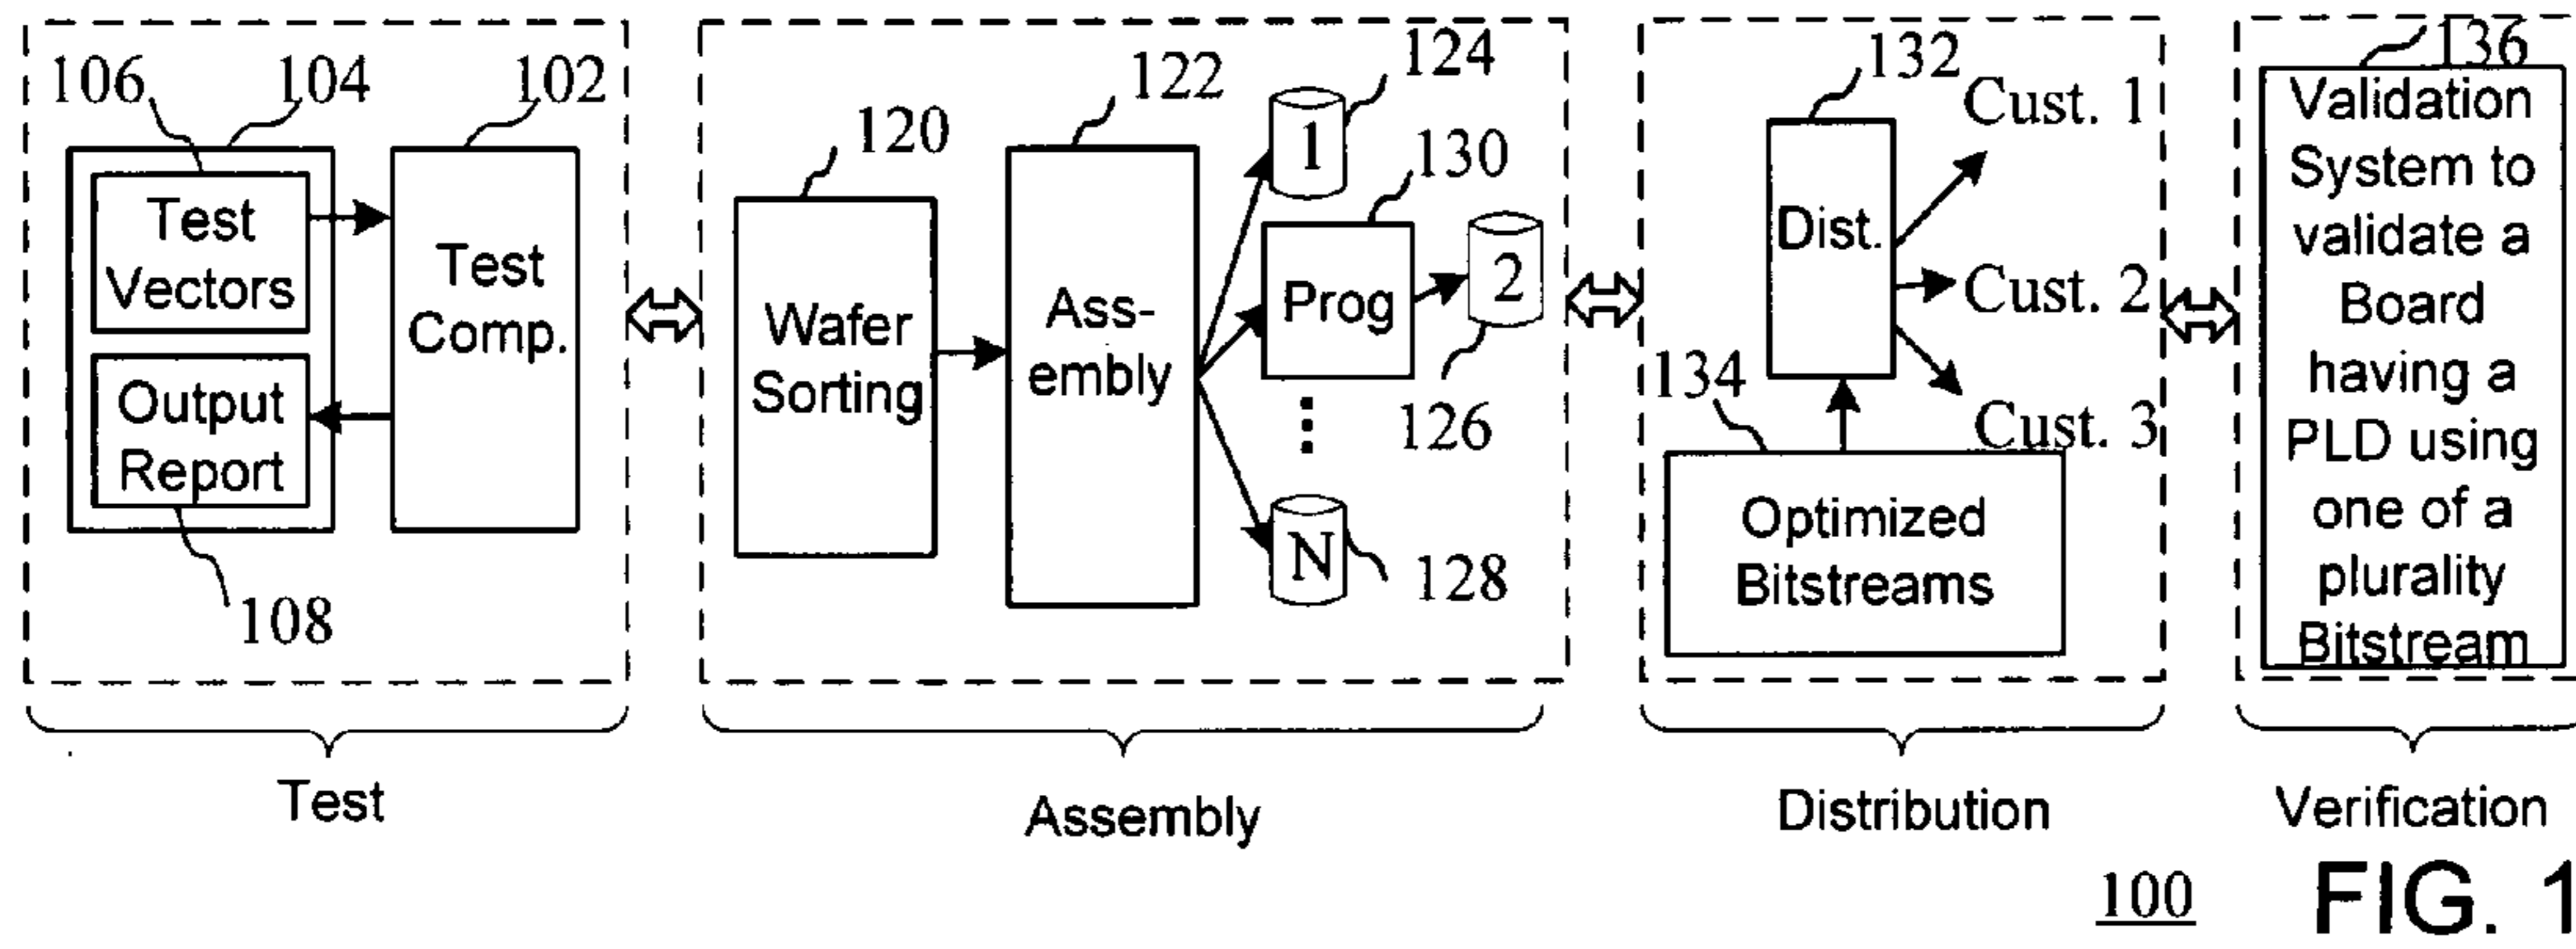 106
104
102
Test
Vectors
Output
Report
Test
Comp.
108
Test
120
Wafer
Sorting
122
Ass-
embly
124
1
130
Prog
2
126
N
128
Assembly
132
Dist.
Cust. 1
Cust. 2
Cust. 3
134
Optimized
Bitstreams
Distribution
136
Validation
System to
validate a
Board
having a
PLD using
one of a
plurality
Bitstream
Verification
100
FIG. 1